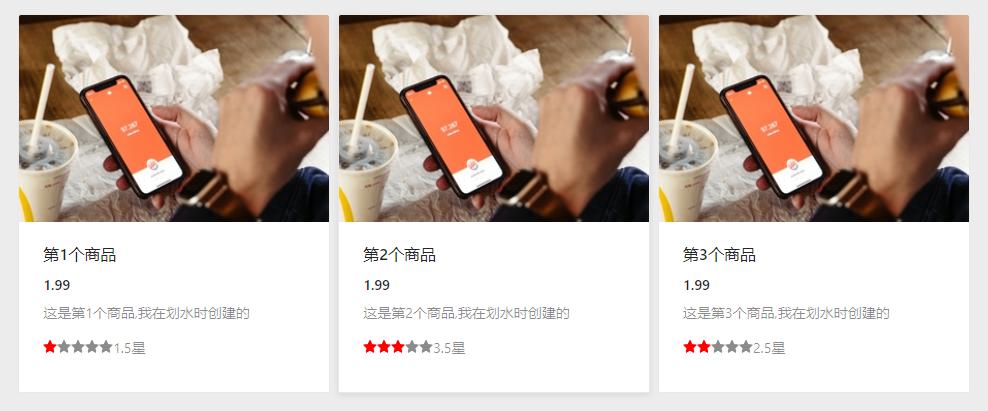 第1个商品
1.99
这是第1个商品,我在划水时创建的
1.5星
第2个商品
1.99
这是第2个商品,我在划水时创建的
3.5星
第3个商品
1.99
这是第3个商品,我在划水时创建的
2.5星